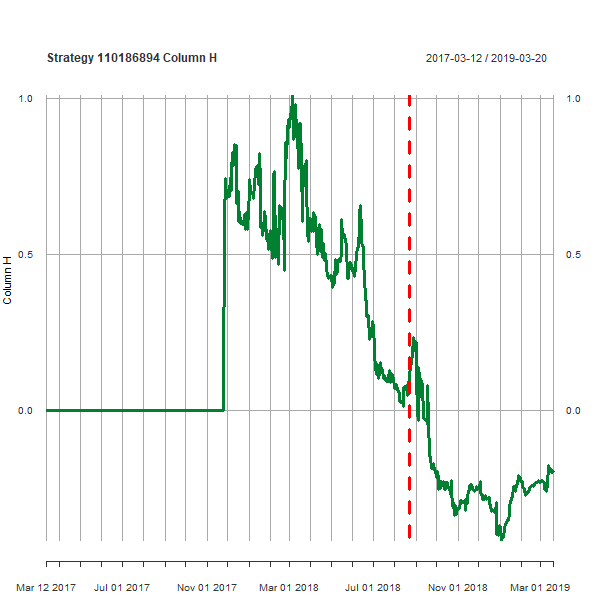 Strategy 110186894 Column H
2017-03-12 / 2019-03-20
1.0
1.0
0.5
0.5
0.0
0.0
Column H
Mar 12 2017
Jul 01 2017
Nov 01 2017
Mar 01 2018
Jul 01 2018
Nov 01 2018
Mar 01 2019